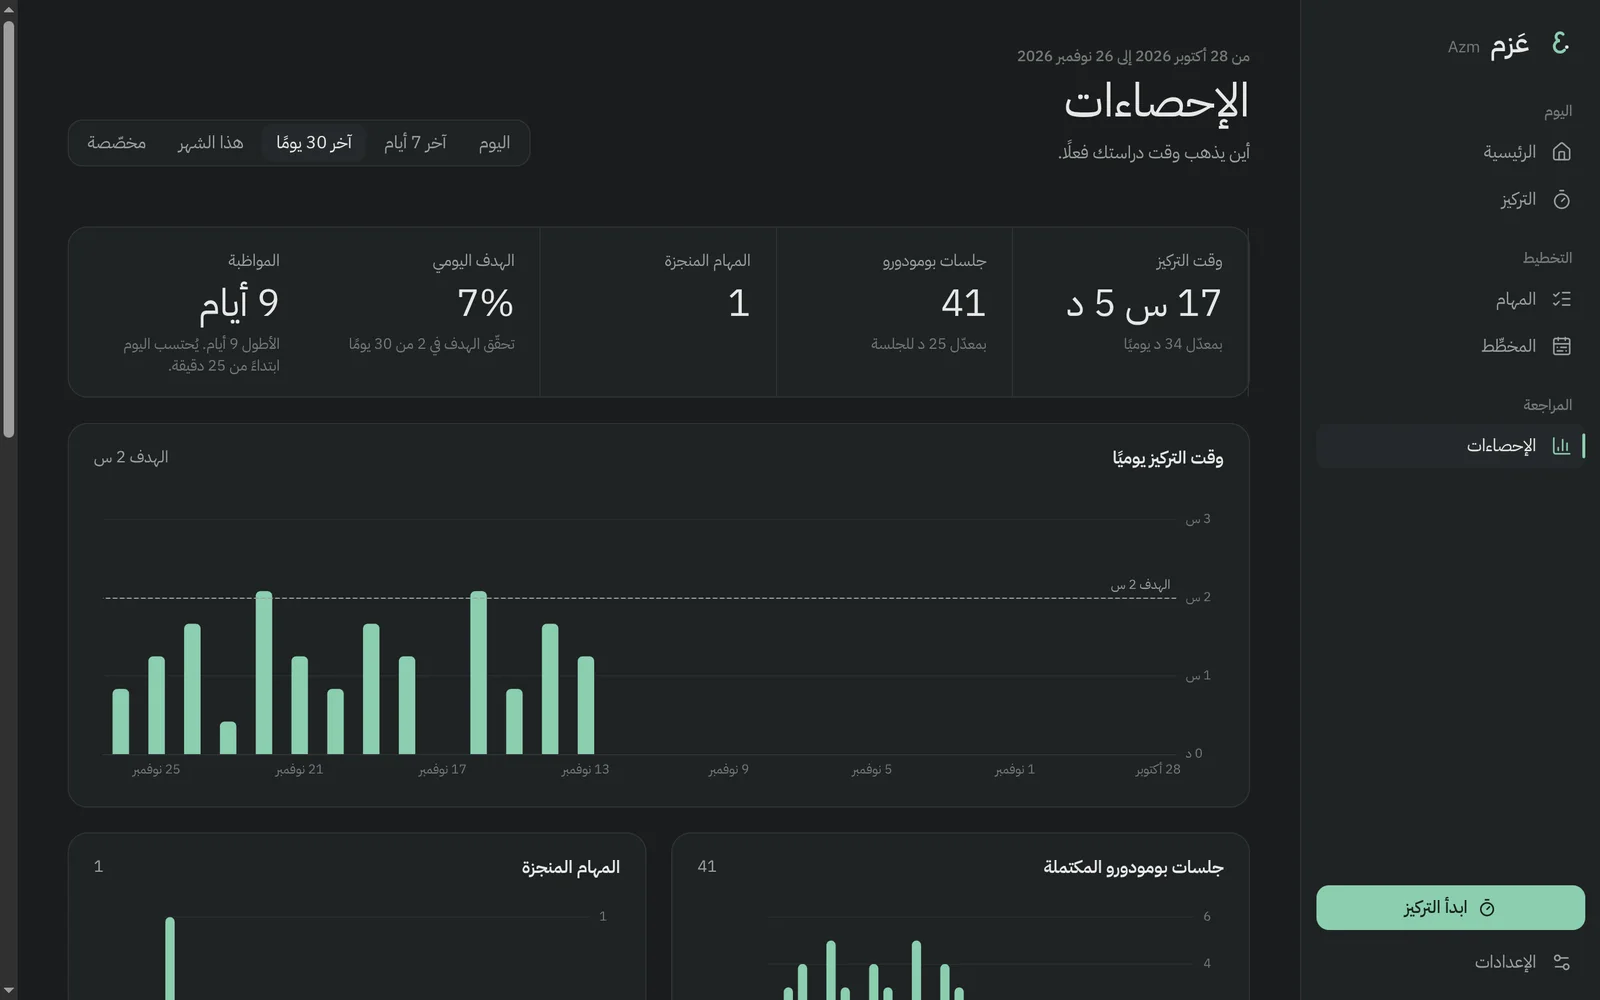 عَزم Azm
اليوم
الرئيسية
التركيز
التخطيط
المهام
المخطَّط
المراجعة
الإحصاءات
ابدأ التركيز
الإعدادات
من 28 أكتوبر 2026 إلى 26 نوفمبر 2026
الإحصاءات
أين يذهب وقت دراستك فعلًا.
اليوم
آخر 7 أيام
آخر 30 يومًا
هذا الشهر
مخصّصة
وقت التركيز
17 س 5 د
بمعدّل 34 د يوميًا
جلسات بومودورو
41
بمعدّل 25 د للجلسة
المهام المنجزة
1
الهدف اليومي
7%
تحقّق الهدف في 2 من 30 يومًا
المواظبة
9 أيام
الأطول 9 أيام. يُحتسب اليوم
ابتداءً من 25 دقيقة.
وقت التركيز يوميًا
الهدف 2 س
3 س
الهدف 2 س
2 س
1 س
0 د
28 أكتوبر
1 نوفمبر
5 نوفمبر
9 نوفمبر
13 نوفمبر
17 نوفمبر
21 نوفمبر
25 نوفمبر
جلسات بومودورو المكتملة
41
6
4
المهام المنجزة
1
1